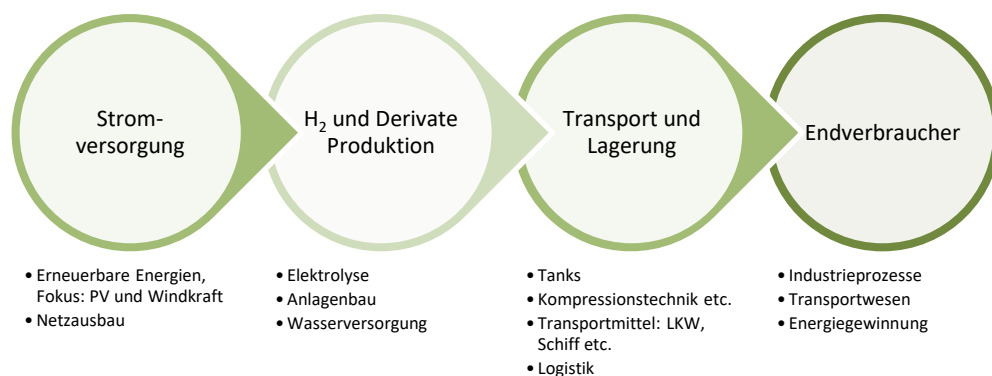 Strom-
versorgung
H₂ und Derivate
Produktion
Transport und
Lagerung
Endverbraucher
• Erneuerbare Energien,
Fokus: PV und Windkraft
• Netzausbau
• Elektrolyse
• Anlagenbau
• Wasserversorgung
• Tanks
• Kompressionstechnik etc.
• Transportmittel: LKW,
Schiff etc.
• Logistik
• Industrieprozesse
• Transportwesen
• Energiegewinnung